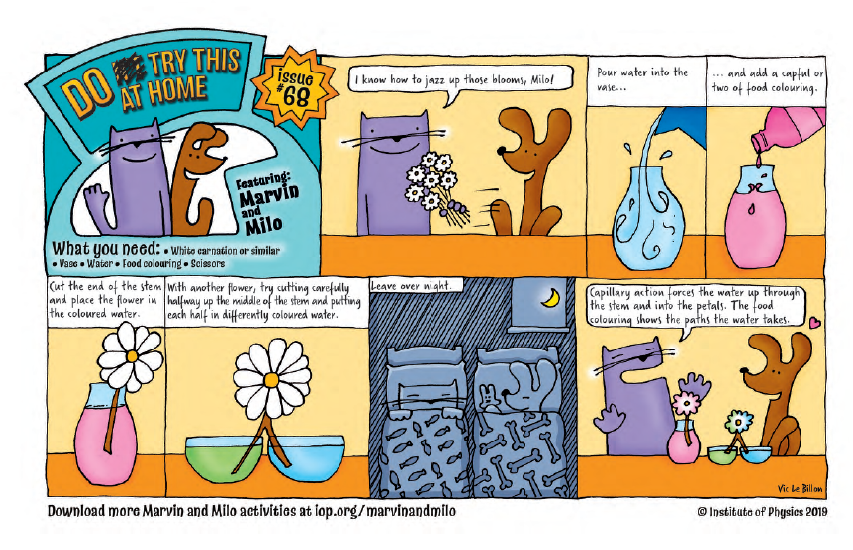 DO TRY THIS
AT HOME
issue
#68
Featuring:
Marvin
and
Milo
What you need: • White carnation or similar
• Vase • Water • Food colouring • Scissors
I know how to jazz up those blooms, Milo!
Pour water into the
vase...
... and add a capful or
two of food colouring.
Cut the end of the stem
and place the flower in
the coloured water.
With another flower, try cutting carefully
halfway up the middle of the stem and putting
each half in differently coloured water.
Leave over night.
Capillary action forces the water up through
the stem and into the petals. The food
colouring shows the paths the water takes.
Vic Le Billon
Download more Marvin and Milo activities at iop.org/marvinandmilo
© Institute of Physics 2019